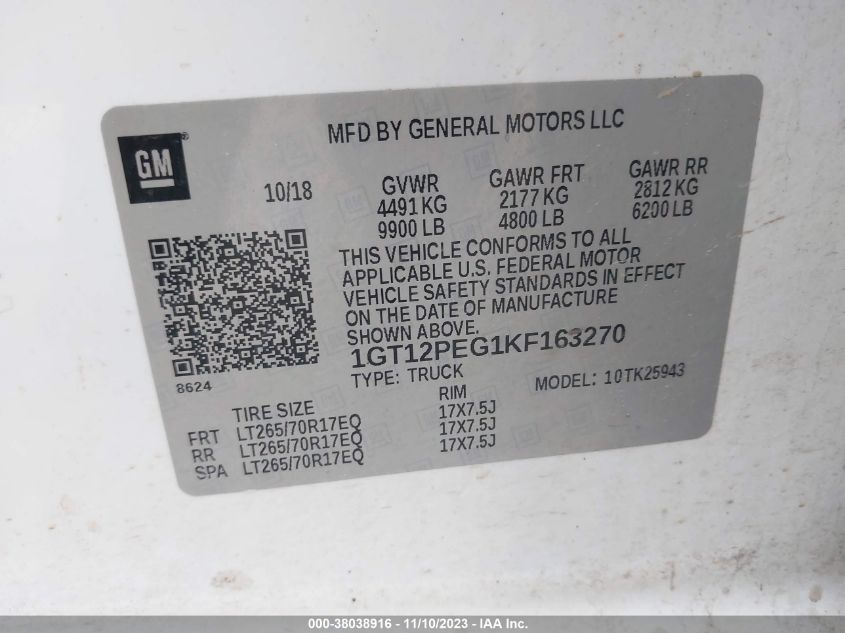 MFD BY GENERAL MOTORS LLC
GM
10/18
GVWR
4491 KG
9900 LB
GAWR FRT
2177 KG
4800 LB
GAWR RR
2812 KG
6200 LB
THIS VEHICLE CONFORMS TO ALL
APPLICABLE U.S. FEDERAL MOTOR
VEHICLE SAFETY STANDARDS IN EFFECT
ON THE DATE OF MANUFACTURE
SHOWN ABOVE.
1GT12PEG1KF163270
8624
TYPE: TRUCK
MODEL: 10TK25943
TIRE SIZE RIM
FRT LT265/70R17EQ 17X7.5J
RR LT265/70R17EQ 17X7.5J
SPA LT265/70R17EQ 17X7.5J
000-38038916 - 11/10/2023 - IAA Inc.